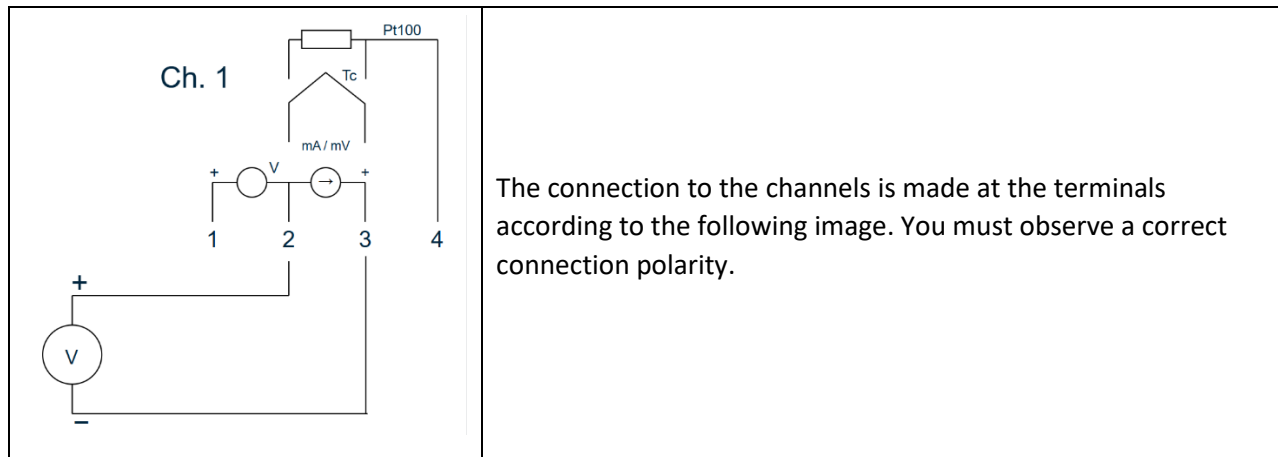 Pt100
Ch. 1
Tc
mA / mV
+ V +
1 2 3 4
+
V
−
The connection to the channels is made at the terminals
according to the following image. You must observe a correct
connection polarity.